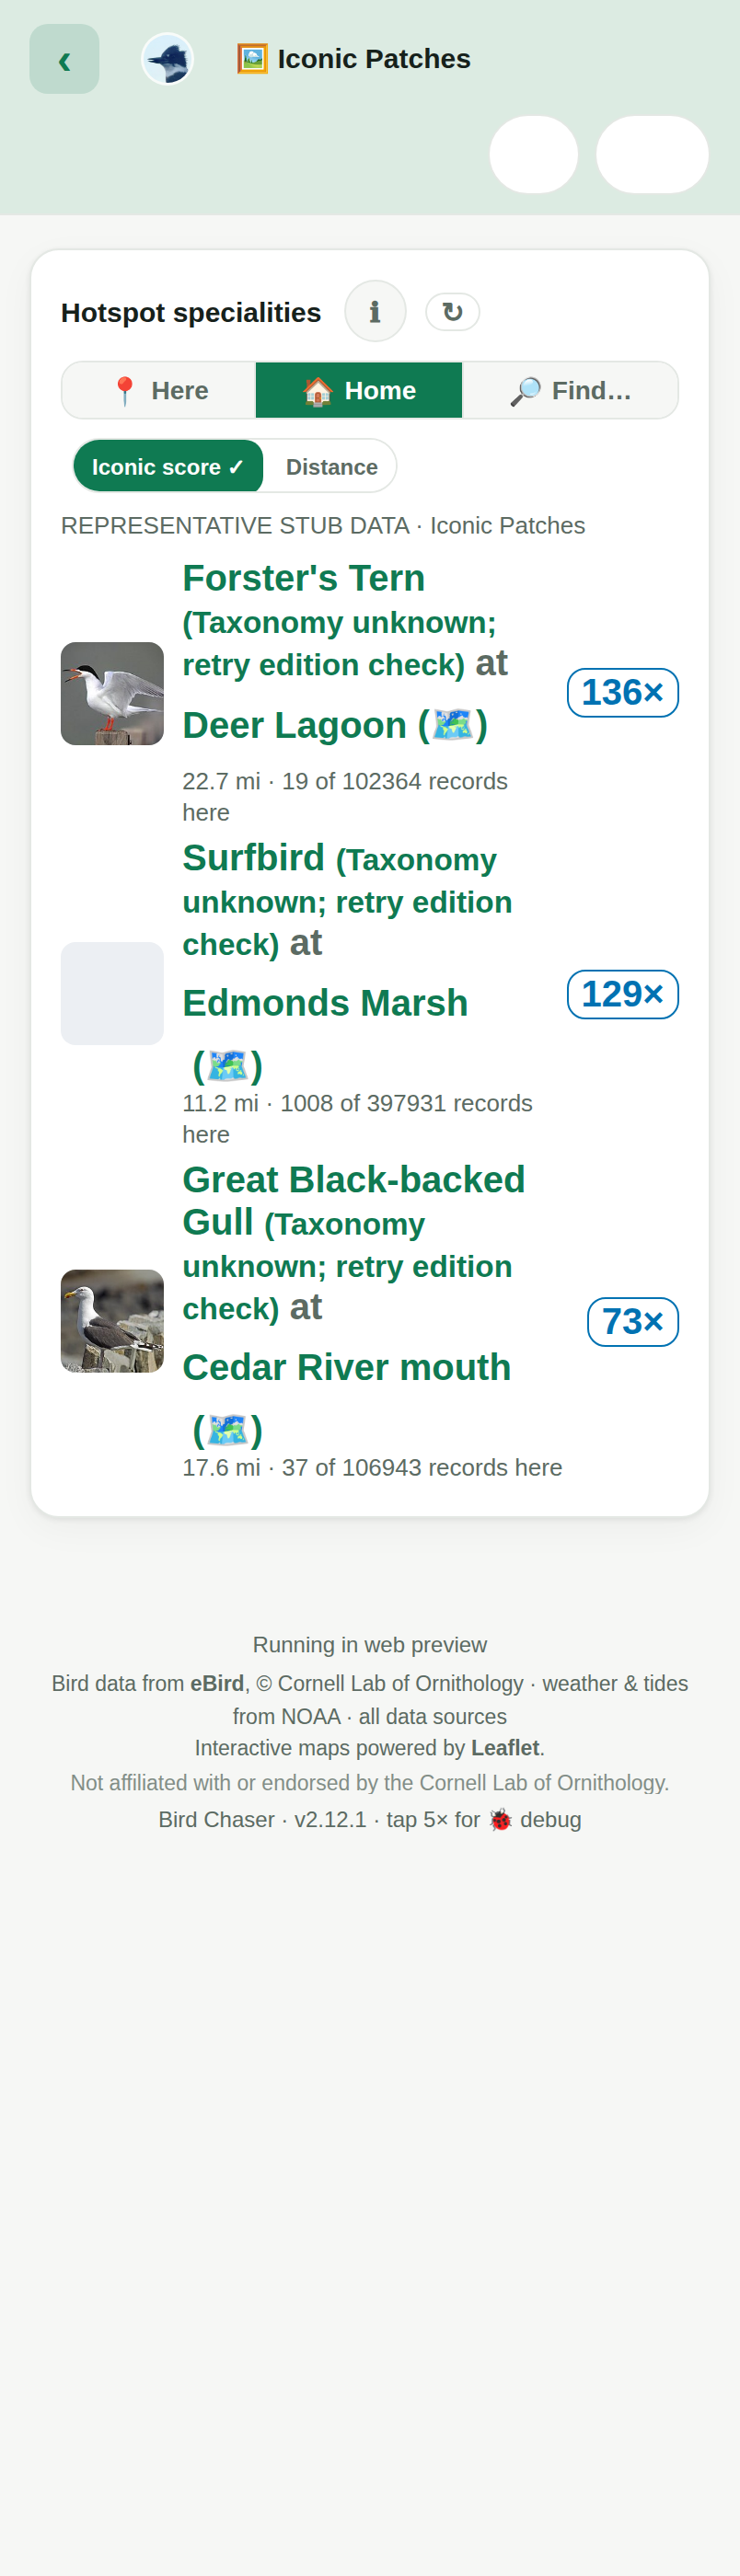 ‹ 🖼️ Iconic Patches
Hotspot specialities ℹ ↻
📍 Here 🏠 Home 🔎 Find…
Iconic score ✓ Distance
REPRESENTATIVE STUB DATA · Iconic Patches
Forster's Tern
(Taxonomy unknown;
retry edition check) at
Deer Lagoon (🗺️)
136×
22.7 mi · 19 of 102364 records
here
Surfbird (Taxonomy
unknown; retry edition
check) at
Edmonds Marsh
(🗺️)
129×
11.2 mi · 1008 of 397931 records
here
Great Black-backed
Gull (Taxonomy
unknown; retry edition
check) at
Cedar River mouth
(🗺️)
73×
17.6 mi · 37 of 106943 records here
Running in web preview
Bird data from eBird, © Cornell Lab of Ornithology · weather & tides
from NOAA · all data sources
Interactive maps powered by Leaflet.
Not affiliated with or endorsed by the Cornell Lab of Ornithology.
Bird Chaser · v2.12.1 · tap 5× for 🐞 debug